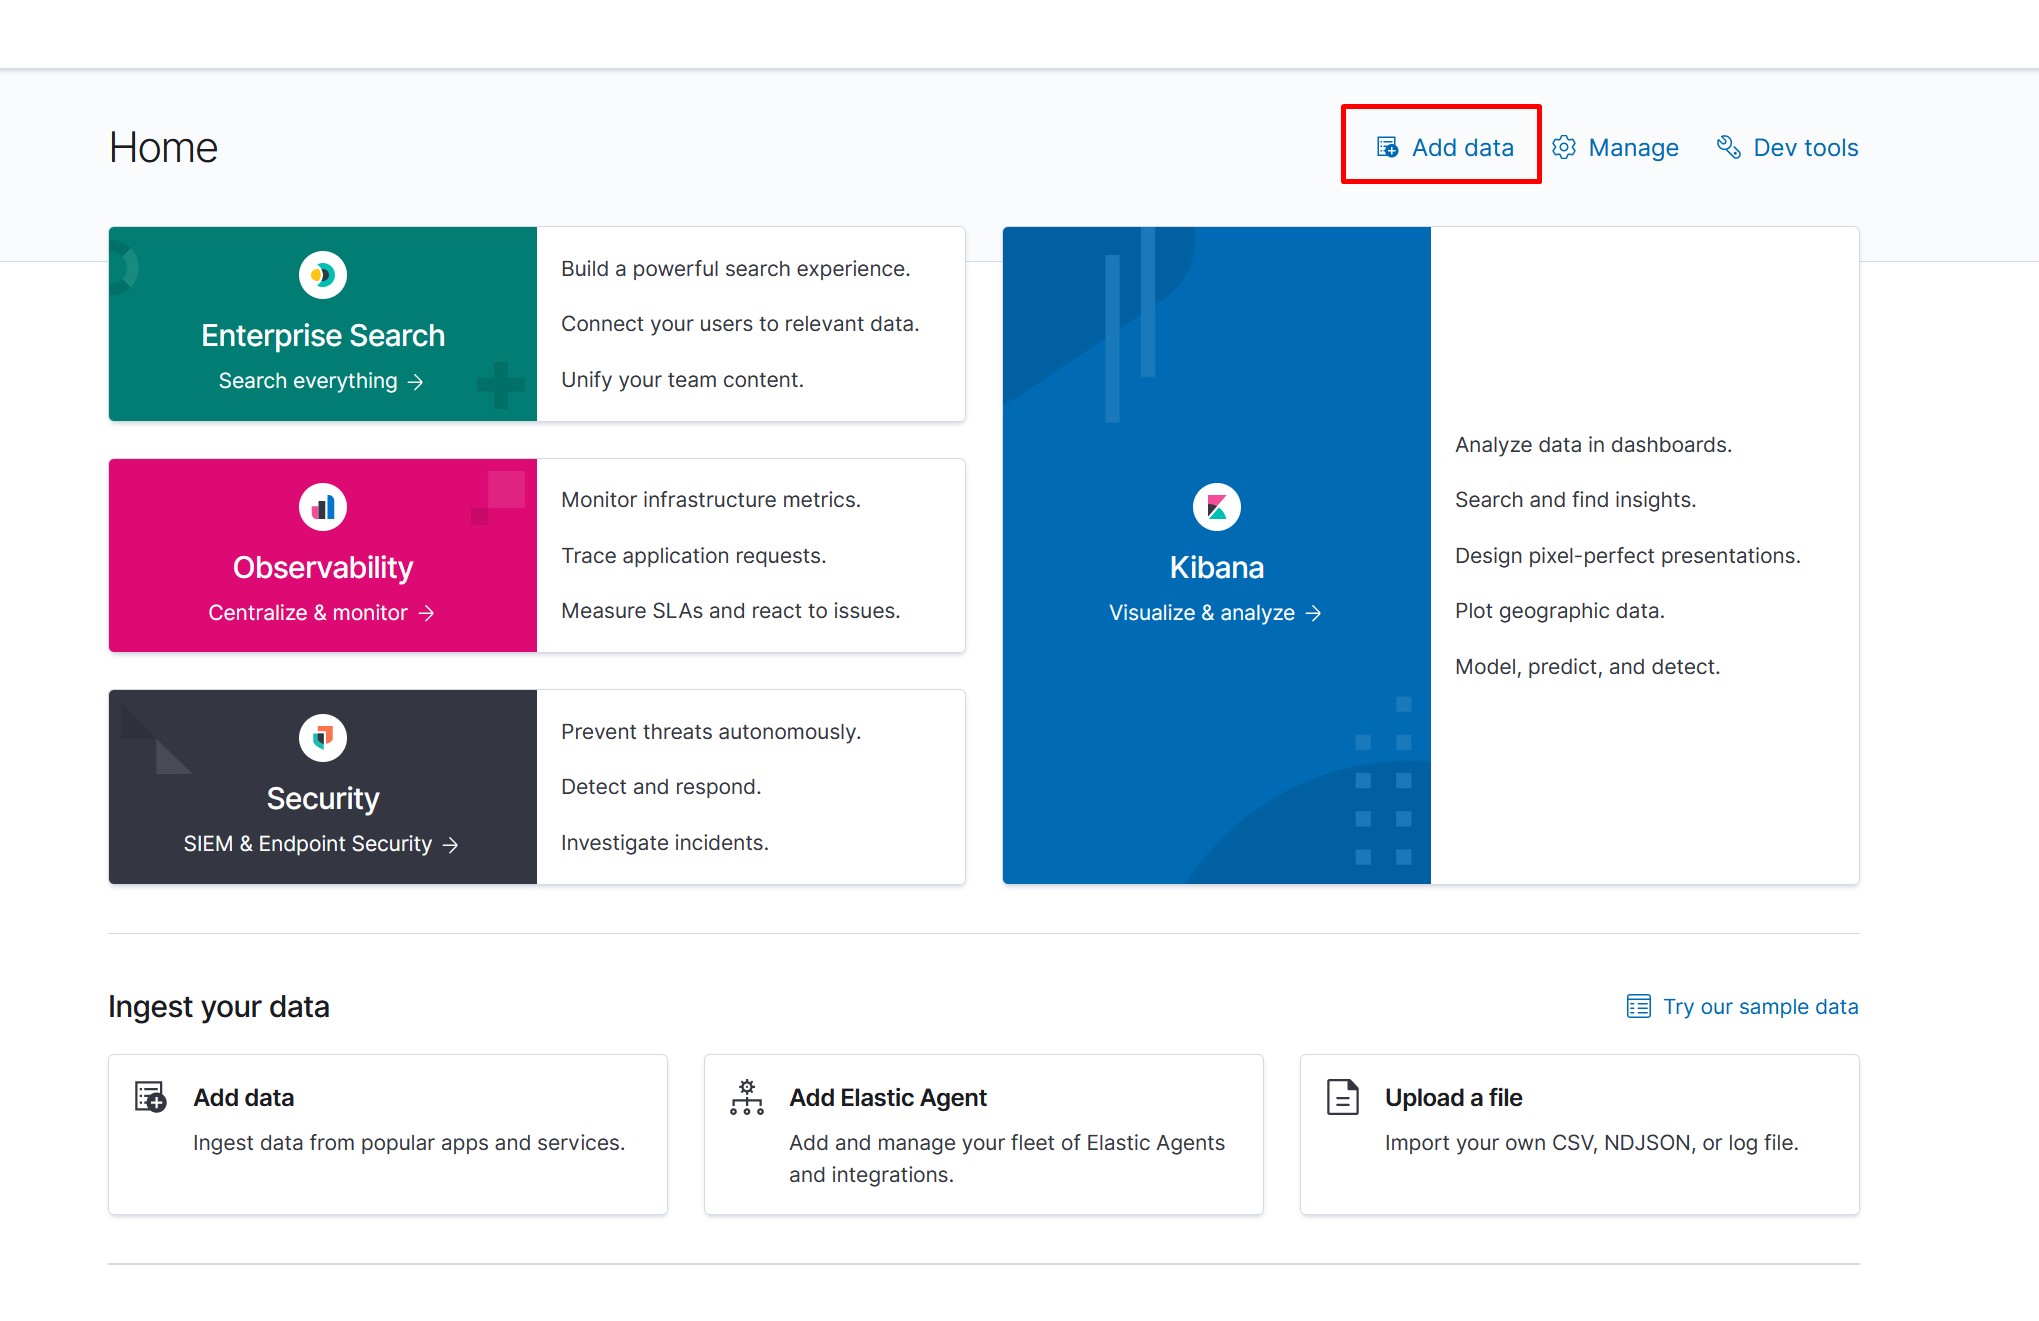 Home
Add data
Manage
Dev tools
Enterprise Search
Search everything →
Build a powerful search experience.
Connect your users to relevant data.
Unify your team content.
Observability
Centralize & monitor →
Monitor infrastructure metrics.
Trace application requests.
Measure SLAs and react to issues.
Security
SIEM & Endpoint Security →
Prevent threats autonomously.
Detect and respond.
Investigate incidents.
Kibana
Visualize & analyze →
Analyze data in dashboards.
Search and find insights.
Design pixel-perfect presentations.
Plot geographic data.
Model, predict, and detect.
Ingest your data
Try our sample data
Add data
Ingest data from popular apps and services.
Add Elastic Agent
Add and manage your fleet of Elastic Agents
and integrations.
Upload a file
Import your own CSV, NDJSON, or log file.